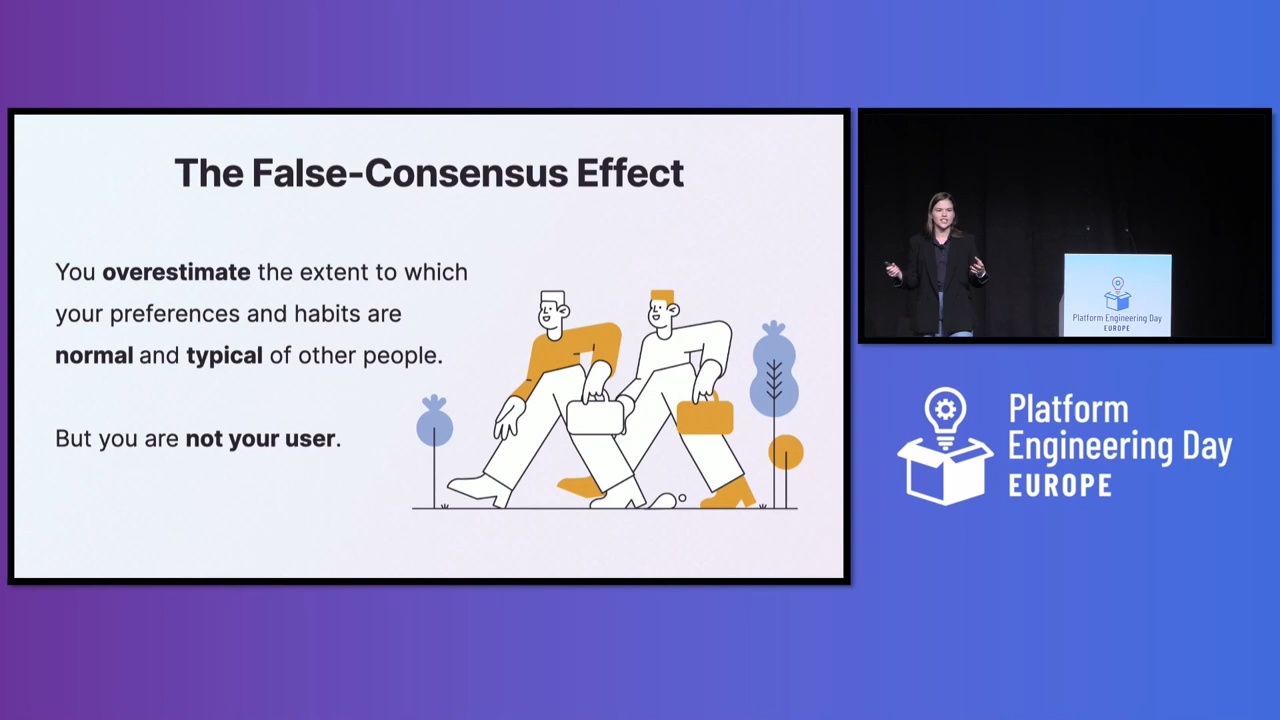 The False-Consensus Effect
You overestimate the extent to which
your preferences and habits are
normal and typical of other people.
But you are not your user.
Platform Engineering Day
EUROPE
Platform
Engineering Day
EUROPE